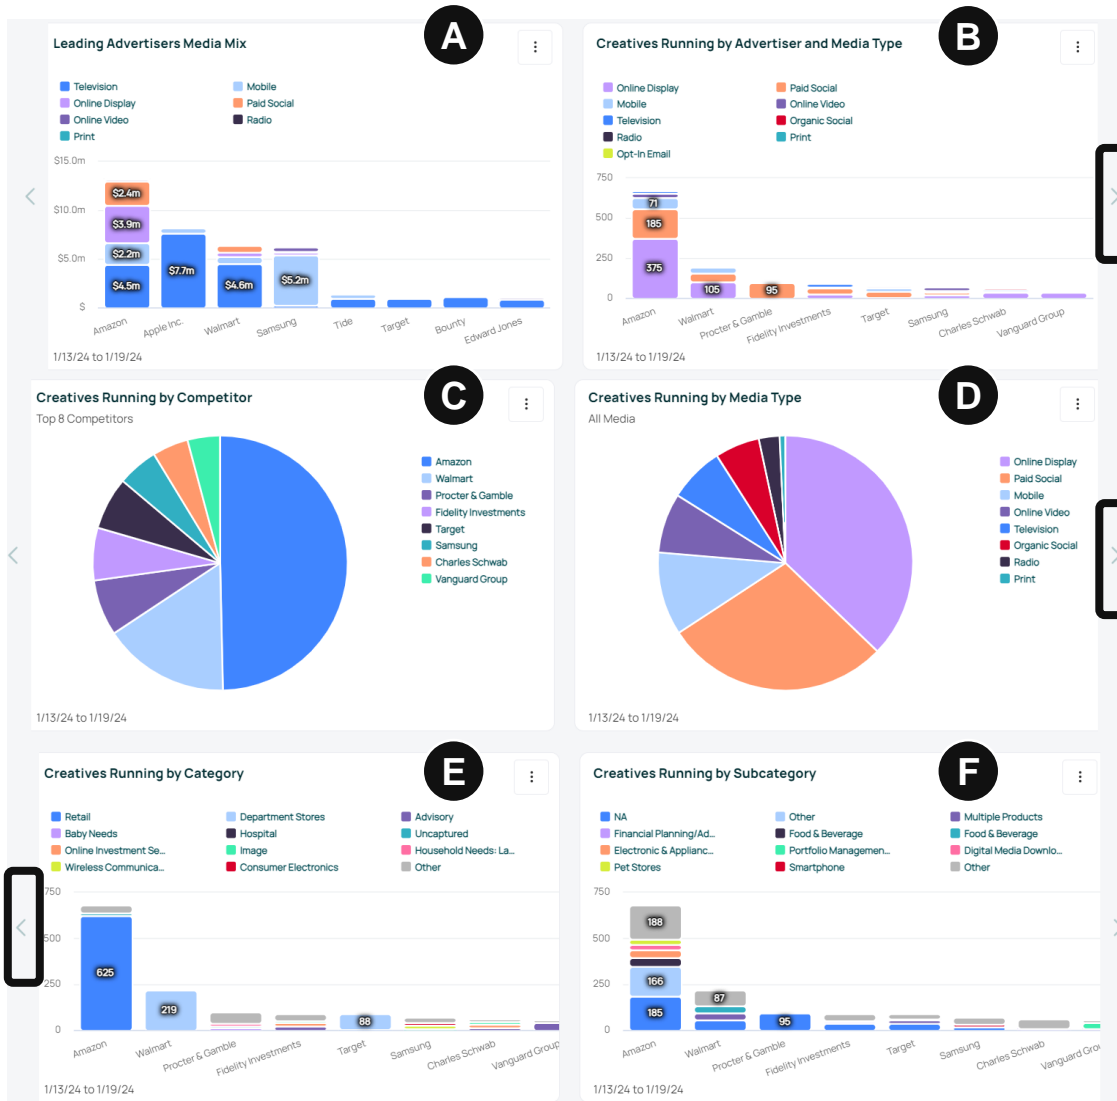 Leading Advertisers Media Mix
A
Television
Mobile
Online Display
Paid Social
Online Video
Radio
Print
$15.0m
$10.0m
$5.0m
$
$2.4m
$3.9m
$2.2m
$4.5m
$7.7m
$4.6m
$5.2m
Amazon
Apple Inc.
Walmart
Samsung
Tide
Target
Bounty
Edward Jones
1/13/24 to 1/19/24
Creatives Running by Advertiser and Media Type
B
Online Display
Paid Social
Mobile
Online Video
Television
Organic Social
Radio
Print
Opt-In Email
750
500
250
0
71
185
375
105
95
Amazon
Walmart
Procter & Gamble
Fidelity Investments
Target
Samsung
Charles Schwab
Vanguard Group
1/13/24 to 1/19/24
Creatives Running by Competitor
C
Top 8 Competitors
Amazon
Walmart
Procter & Gamble
Fidelity Investments
Target
Samsung
Charles Schwab
Vanguard Group
1/13/24 to 1/19/24
Creatives Running by Media Type
D
All Media
Online Display
Paid Social
Mobile
Online Video
Television
Organic Social
Radio
Print
1/13/24 to 1/19/24
Creatives Running by Category
E
Retail
Department Stores
Advisory
Baby Needs
Hospital
Uncaptured
Online Investment Se...
Image
Household Needs: La...
Wireless Communica...
Consumer Electronics
Other
750
500
250
0
625
219
88
Amazon
Walmart
Procter & Gamble
Fidelity Investments
Target
Samsung
Charles Schwab
Vanguard Group
1/13/24 to 1/19/24
Creatives Running by Subcategory
F
NA
Other
Multiple Products
Financial Planning/Ad...
Food & Beverage
Food & Beverage
Electronic & Applianc...
Portfolio Managemen...
Digital Media Downlo...
Pet Stores
Smartphone
Other
750
500
250
0
188
166
185
87
95
Amazon
Walmart
Procter & Gamble
Fidelity Investments
Target
Samsung
Charles Schwab
Vanguard Grou
1/13/24 to 1/19/24